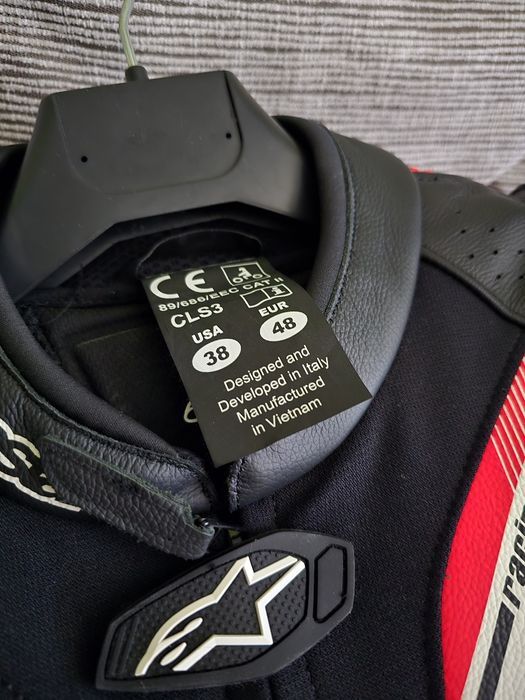 CE
89/686/EEC CAT II
CLS3
USA
EUR
38
48
Designed and
Developed in Italy
Manufactured
in Vietnam
racin